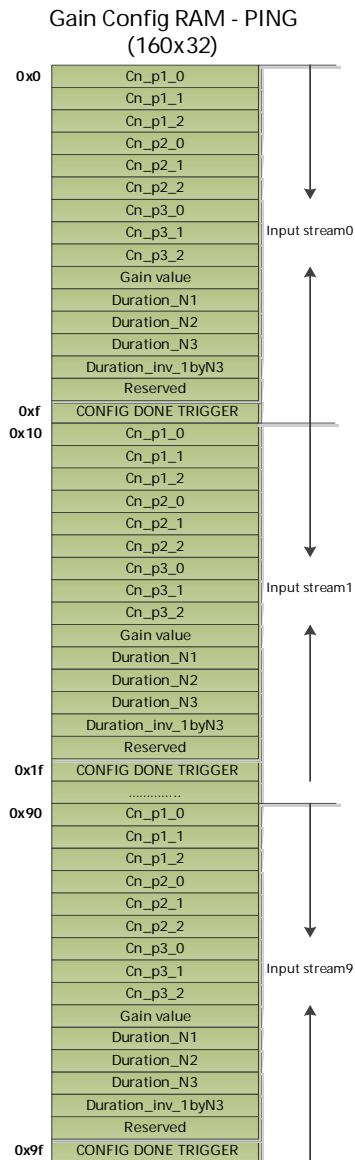 Gain Config RAM - PING
(160x32)
0x0
Cn_p1_0
Cn_p1_1
Cn_p1_2
Cn_p2_0
Cn_p2_1
Cn_p2_2
Cn_p3_0
Cn_p3_1
Input stream0
Cn_p3_2
Gain value
Duration_N1
Duration_N2
Duration_N3
Duration_inv_1byN3
Reserved
0xf CONFIG DONE TRIGGER
0x10 Cn_p1_0
Cn_p1_1
Cn_p1_2
Cn_p2_0
Cn_p2_1
Cn_p2_2
Cn_p3_0
Cn_p3_1
Input stream1
Cn_p3_2
Gain value
Duration_N1
Duration_N2
Duration_N3
Duration_inv_1byN3
Reserved
0x1f CONFIG DONE TRIGGER
.............
0x90 Cn_p1_0
Cn_p1_1
Cn_p1_2
Cn_p2_0
Cn_p2_1
Cn_p2_2
Cn_p3_0
Cn_p3_1 Input stream9
Cn_p3_2
Gain value
Duration_N1
Duration_N2
Duration_N3
Duration_inv_1byN3
Reserved
0x9f CONFIG DONE TRIGGER